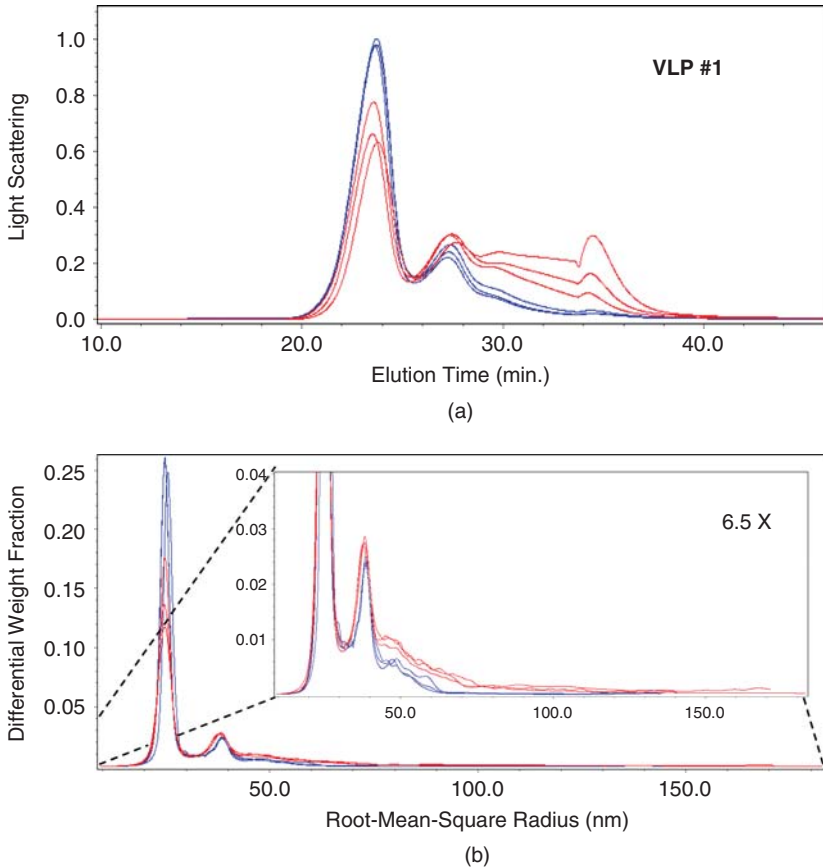 VLP #1
Light Scattering
1.0
0.8
0.6
0.4
0.2
0.0
10.0 20.0 30.0 40.0
Elution Time (min.)
(a)
Differential Weight Fraction
0.25
0.20
0.15
0.10
0.05
6.5 X
0.04
0.03
0.02
0.01
50.0 100.0 150.0
50.0 100.0 150.0
Root-Mean-Square Radius (nm)
(b)